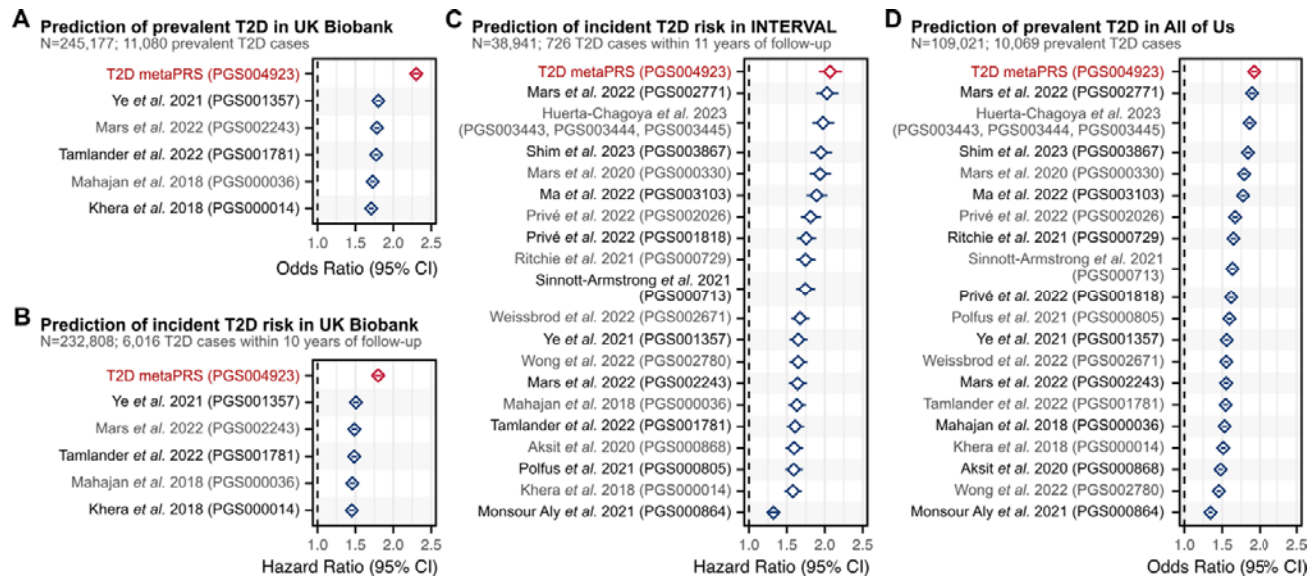 A
Prediction of prevalent T2D in UK Biobank
N=245,177; 11,080 prevalent T2D cases
T2D metaPRS (PGS004923)
Ye et al. 2021 (PGS001357)
Mars et al. 2022 (PGS002243)
Tamlander et al. 2022 (PGS001781)
Mahajan et al. 2018 (PGS000036)
Khera et al. 2018 (PGS000014)
1.0 1.5 2.0 2.5
Odds Ratio (95% CI)
B
Prediction of incident T2D risk in UK Biobank
N=232,808; 6,016 T2D cases within 10 years of follow-up
T2D metaPRS (PGS004923)
Ye et al. 2021 (PGS001357)
Mars et al. 2022 (PGS002243)
Tamlander et al. 2022 (PGS001781)
Mahajan et al. 2018 (PGS000036)
Khera et al. 2018 (PGS000014)
1.0 1.5 2.0 2.5
Hazard Ratio (95% CI)
C
Prediction of incident T2D risk in INTERVAL
N=38,941; 726 T2D cases within 11 years of follow-up
T2D metaPRS (PGS004923)
Mars et al. 2022 (PGS002771)
Huerta-Chagoya et al. 2023
(PGS003443, PGS003444, PGS003445)
Shim et al. 2023 (PGS003867)
Mars et al. 2020 (PGS000330)
Ma et al. 2022 (PGS003103)
Privé et al. 2022 (PGS002026)
Privé et al. 2022 (PGS001818)
Ritchie et al. 2021 (PGS000729)
Sinnott-Armstrong et al. 2021
(PGS000713)
Weissbrod et al. 2022 (PGS002671)
Ye et al. 2021 (PGS001357)
Wong et al. 2022 (PGS002780)
Mars et al. 2022 (PGS002243)
Mahajan et al. 2018 (PGS000036)
Tamlander et al. 2022 (PGS001781)
Aksit et al. 2020 (PGS000868)
Polfus et al. 2021 (PGS000805)
Khera et al. 2018 (PGS000014)
Monsour Aly et al. 2021 (PGS000864)
1.0 1.5 2.0 2.5
Hazard Ratio (95% CI)
D
Prediction of prevalent T2D in All of Us
N=109,021; 10,069 prevalent T2D cases
T2D metaPRS (PGS004923)
Mars et al. 2022 (PGS002771)
Huerta-Chagoya et al. 2023
(PGS003443, PGS003444, PGS003445)
Shim et al. 2023 (PGS003867)
Mars et al. 2020 (PGS000330)
Ma et al. 2022 (PGS003103)
Privé et al. 2022 (PGS002026)
Ritchie et al. 2021 (PGS000729)
Sinnott-Armstrong et al. 2021
(PGS000713)
Privé et al. 2022 (PGS001818)
Polfus et al. 2021 (PGS000805)
Ye et al. 2021 (PGS001357)
Weissbrod et al. 2022 (PGS002671)
Mars et al. 2022 (PGS002243)
Tamlander et al. 2022 (PGS001781)
Mahajan et al. 2018 (PGS000036)
Khera et al. 2018 (PGS000014)
Aksit et al. 2020 (PGS000868)
Wong et al. 2022 (PGS002780)
Monsour Aly et al. 2021 (PGS000864)
1.0 1.5 2.0 2.5
Odds Ratio (95% CI)